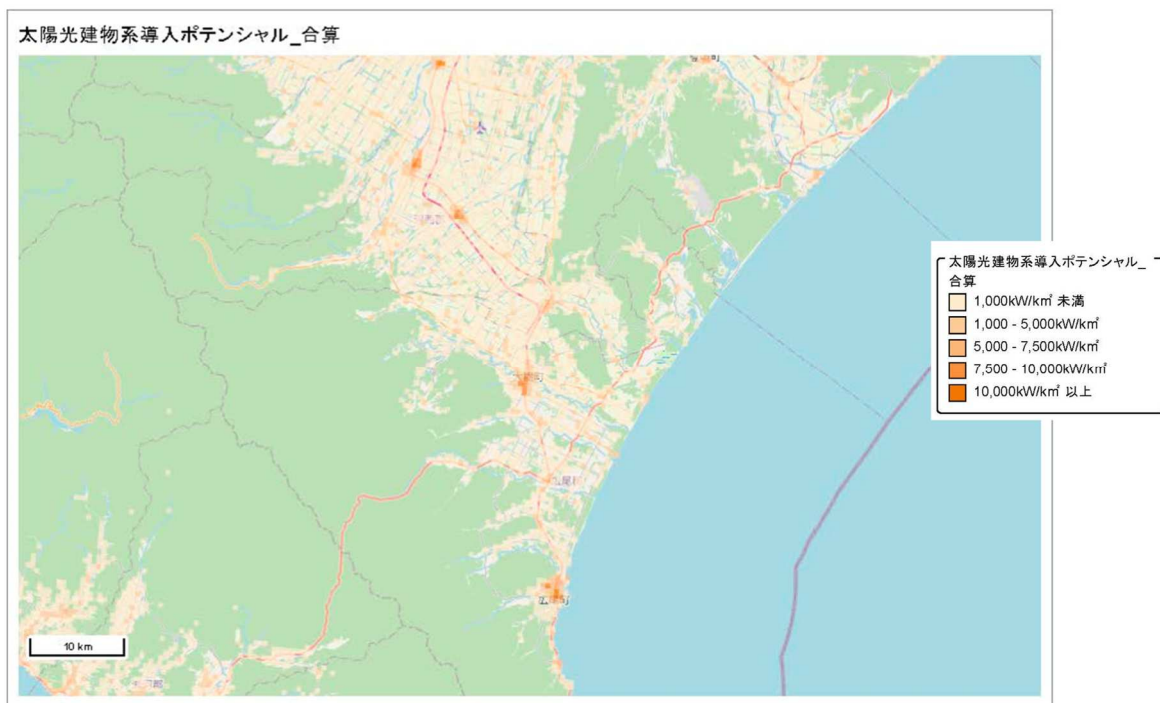 太陽光建物系導入ポテンシャル_合算
太陽光建物系導入ポテンシャル_
合算
1,000kW/k㎡ 未満
1,000 - 5,000kW/k㎡
5,000 - 7,500kW/k㎡
7,500 - 10,000kW/k㎡
10,000kW/k㎡ 以上
広尾町
10 km